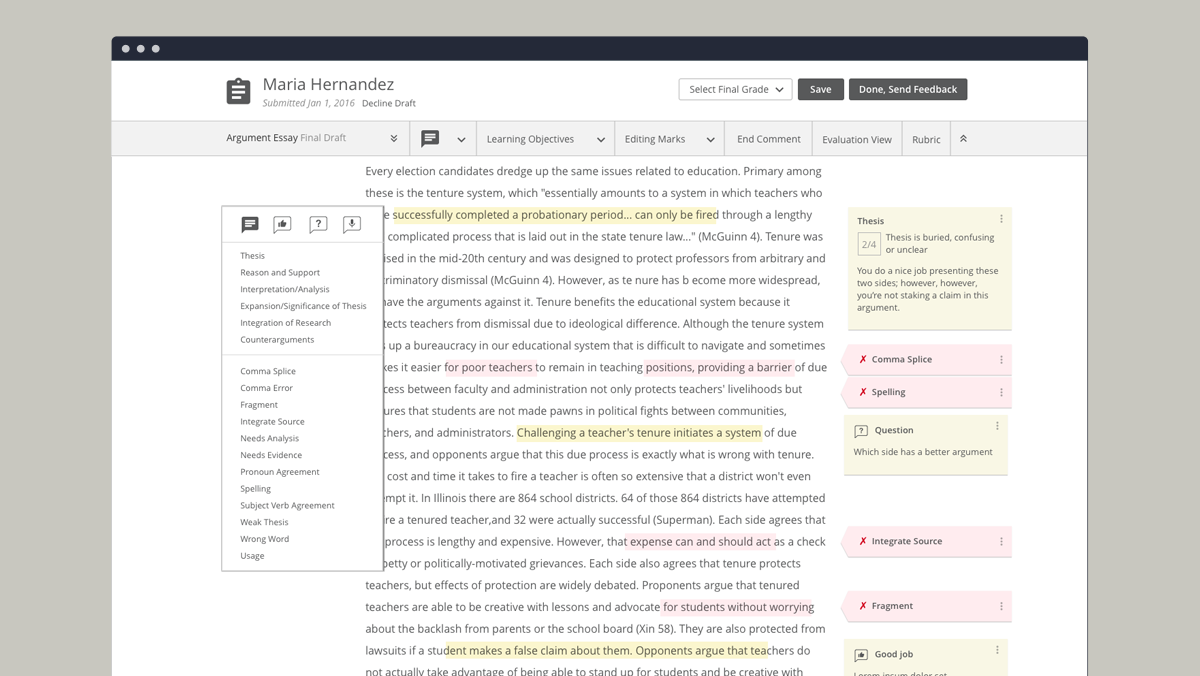 Maria Hernandez
Submitted Jan 1, 2016 Decline Draft
Select Final Grade
Save
Done, Send Feedback
Argument Essay Final Draft
Learning Objectives
Editing Marks
End Comment
Evaluation View
Rubric
Thesis
Reason and Support
Interpretation/Analysis
Expansion/Significance of Thesis
Integration of Research
Counterarguments
Comma Splice
Comma Error
Fragment
Integrate Source
Needs Analysis
Needs Evidence
Pronoun Agreement
Spelling
Subject Verb Agreement
Weak Thesis
Wrong Word
Usage
Every election candidates dredge up the same issues related to education. Primary among
these is the tenture system, which "essentially amounts to a system in which teachers who
successfully completed a probationary period... can only be fired through a lengthy
complicated process that is laid out in the state tenure law..." (McGuinn 4). Tenure was
ised in the mid-20th century and was designed to protect professors from arbitrary and
riminatory dismissal (McGuinn 4). However, as te nure has b ecome more widespread,
have the arguments against it. Tenure benefits the educational system because it
tects teachers from dismissal due to ideological difference. Although the tenure system
up a bureaucracy in our educational system that is difficult to navigate and sometimes
kes it easier for poor teachers to remain in teaching positions, providing a barrier of due
cess between faculty and administration not only protects teachers' livelihoods but
ures that students are not made pawns in political fights between communities,
chers, and administrators. Challenging a teacher's tenure initiates a system of due
cess, and opponents argue that this due process is exactly what is wrong with tenure.
cost and time it takes to fire a teacher is often so extensive that a district won't even
empt it. In Illinois there are 864 school districts. 64 of those 864 districts have attempted
re a tenured teacher,and 32 were actually successful (Superman). Each side agrees that
process is lengthy and expensive. However, that expense can and should act as a check
petty or politically-motivated grievances. Each side also agrees that tenure protects
teachers, but effects of protection are widely debated. Proponents argue that tenured
teachers are able to be creative with lessons and advocate for students without worrying
about the backlash from parents or the school board (Xin 58). They are also protected from
lawsuits if a student makes a false claim about them. Opponents argue that teachers do
not actually take advantage of being able to stand up for students and be creative with
Thesis
2/4 Thesis is buried, confusing
or unclear
You do a nice job presenting these
two sides; however, however,
you're not staking a claim in this
argument.
✗ Comma Splice
✗ Spelling
? Question
Which side has a better argument
✗ Integrate Source
✗ Fragment
Good job
Lorem ipsum dolor set